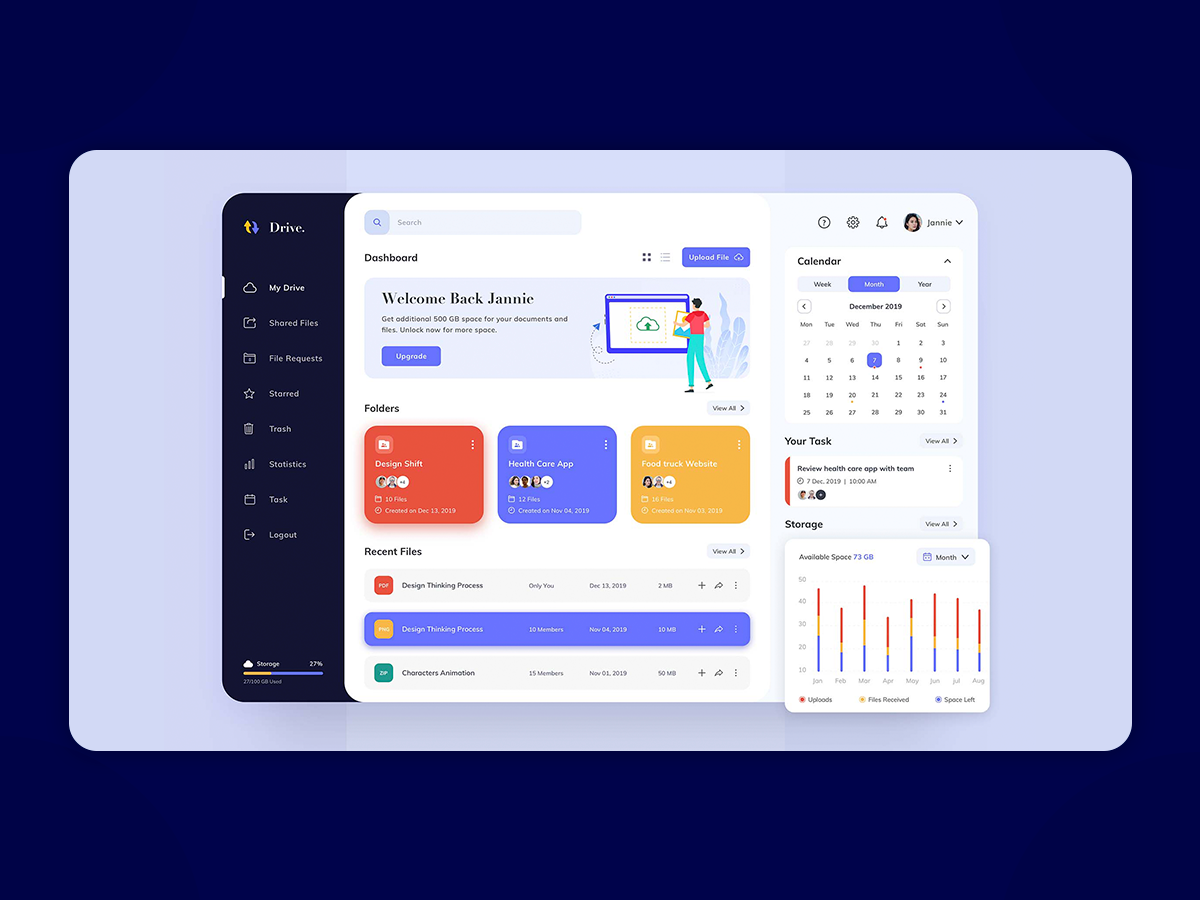 Drive.
My Drive
Shared Files
File Requests
Starred
Trash
Statistics
Task
Logout
Storage 27%
27/100 GB Used
Search
Dashboard
Upload File
Welcome Back Jannie
Get additional 500 GB space for your documents and
files. Unlock now for more space.
Upgrade
Folders
View All
Design Shift
+4
10 Files
Created on Dec 13, 2019
Health Care App
+2
12 Files
Created on Nov 04, 2019
Food truck Website
+4
16 Files
Created on Nov 03, 2019
Recent Files
View All
PDF Design Thinking Process Only You Dec 13, 2019 2 MB
PNG Design Thinking Process 10 Members Nov 04, 2019 10 MB
ZIP Characters Animation 15 Members Nov 01, 2019 50 MB
? Jannie
Calendar
Week Month Year
December 2019
Mon Tue Wed Thu Fri Sat Sun
27 28 29 30 1 2 3
4 5 6 7 8 9 10
11 12 13 14 15 16 17
18 19 20 21 22 23 24
25 26 27 28 29 30 31
Your Task
View All
Review health care app with team
7 Dec, 2019 | 10:00 AM
+
Storage
View All
Available Space 73 GB
Month
50
40
30
20
10
Jan Feb Mar Apr May Jun jul Aug
Uploads Files Received Space Left